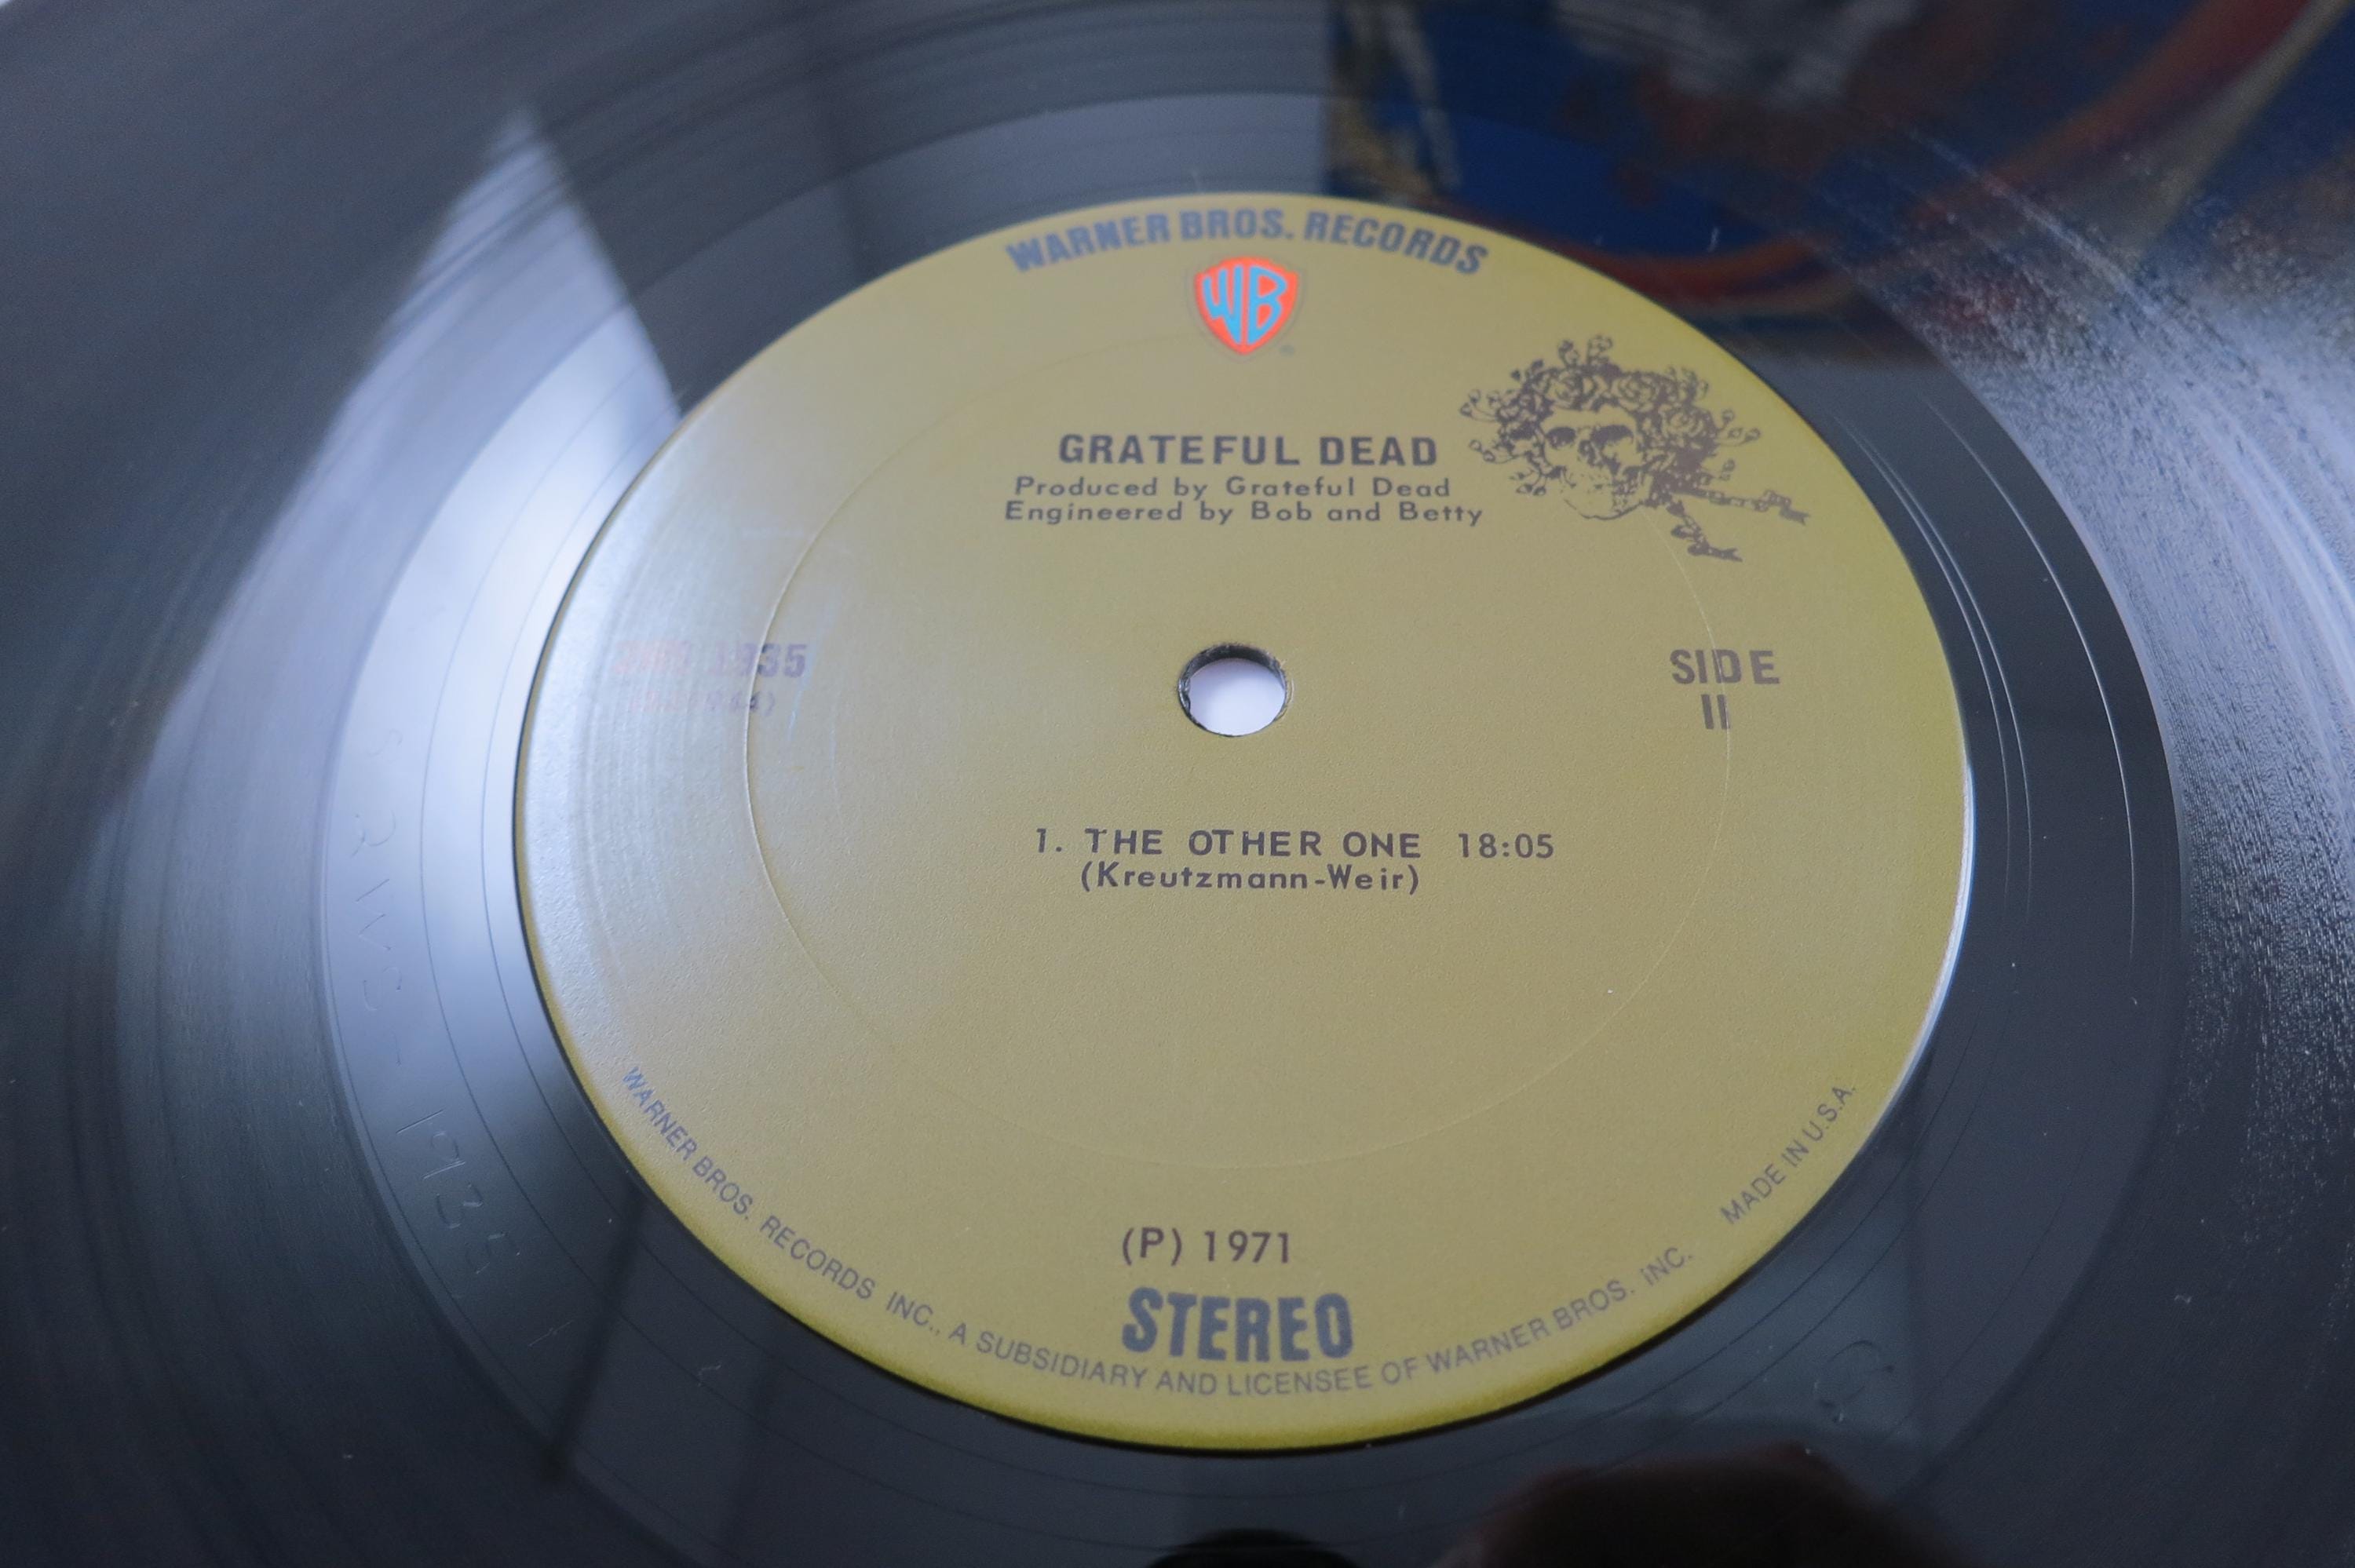 WARNER BROS. RECORDS
WB
GRATEFUL DEAD
Produced by Grateful Dead
Engineered by Bob and Betty
SIDE
II
1. THE OTHER ONE 18:05
(Kreutzmann-Weir)
(P) 1971
STEREO
WARNER BROS. RECORDS INC., A SUBSIDIARY AND LICENSEE OF WARNER BROS. INC.
MADE IN U.S.A.